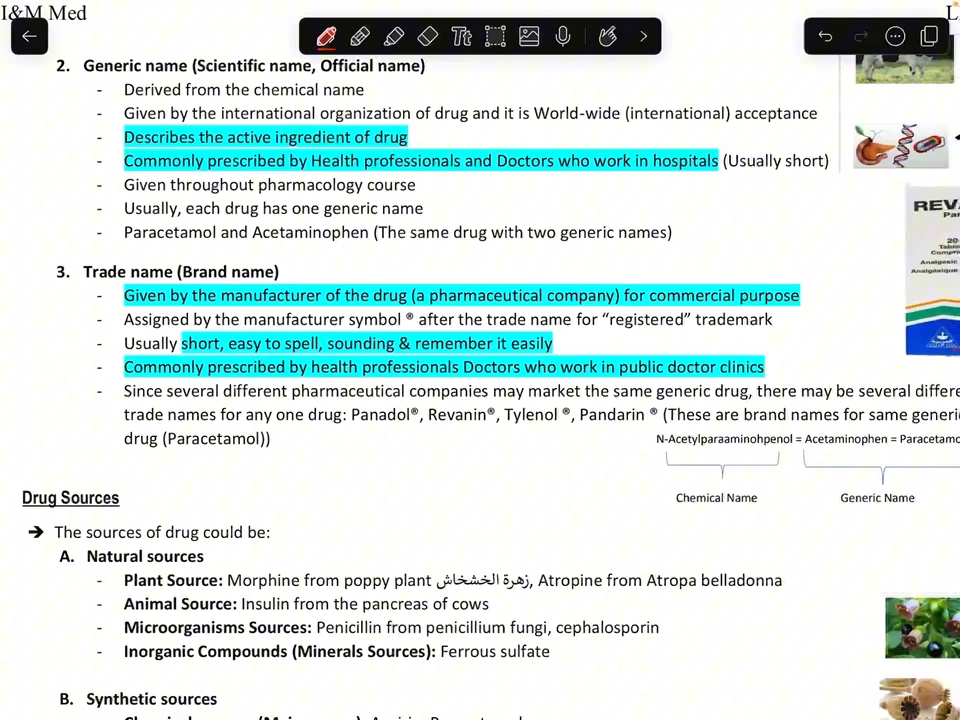 I&M Med
2. Generic name (Scientific name, Official name)
- Derived from the chemical name
- Given by the international organization of drug and it is World-wide (international) acceptance
- Describes the active ingredient of drug
- Commonly prescribed by Health professionals and Doctors who work in hospitals (Usually short)
- Given throughout pharmacology course
- Usually, each drug has one generic name
- Paracetamol and Acetaminophen (The same drug with two generic names)
3. Trade name (Brand name)
- Given by the manufacturer of the drug (a pharmaceutical company) for commercial purpose
- Assigned by the manufacturer symbol ® after the trade name for “registered” trademark
- Usually short, easy to spell, sounding & remember it easily
- Commonly prescribed by health professionals Doctors who work in public doctor clinics
- Since several different pharmaceutical companies may market the same generic drug, there may be several differe
trade names for any one drug: Panadol®, Revanin®, Tylenol ®, Pandarin ® (These are brand names for same generi
drug (Paracetamol))
N-Acetylparaaminohpenol = Acetaminophen = Paracetamo
Chemical Name Generic Name
REV
20
Analgesic
Drug Sources
➔ The sources of drug could be:
A. Natural sources
- Plant Source: Morphine from poppy plant زهرة الخشخاش, Atropine from Atropa belladonna
- Animal Source: Insulin from the pancreas of cows
- Microorganisms Sources: Penicillin from penicillium fungi, cephalosporin
- Inorganic Compounds (Minerals Sources): Ferrous sulfate
B. Synthetic sources